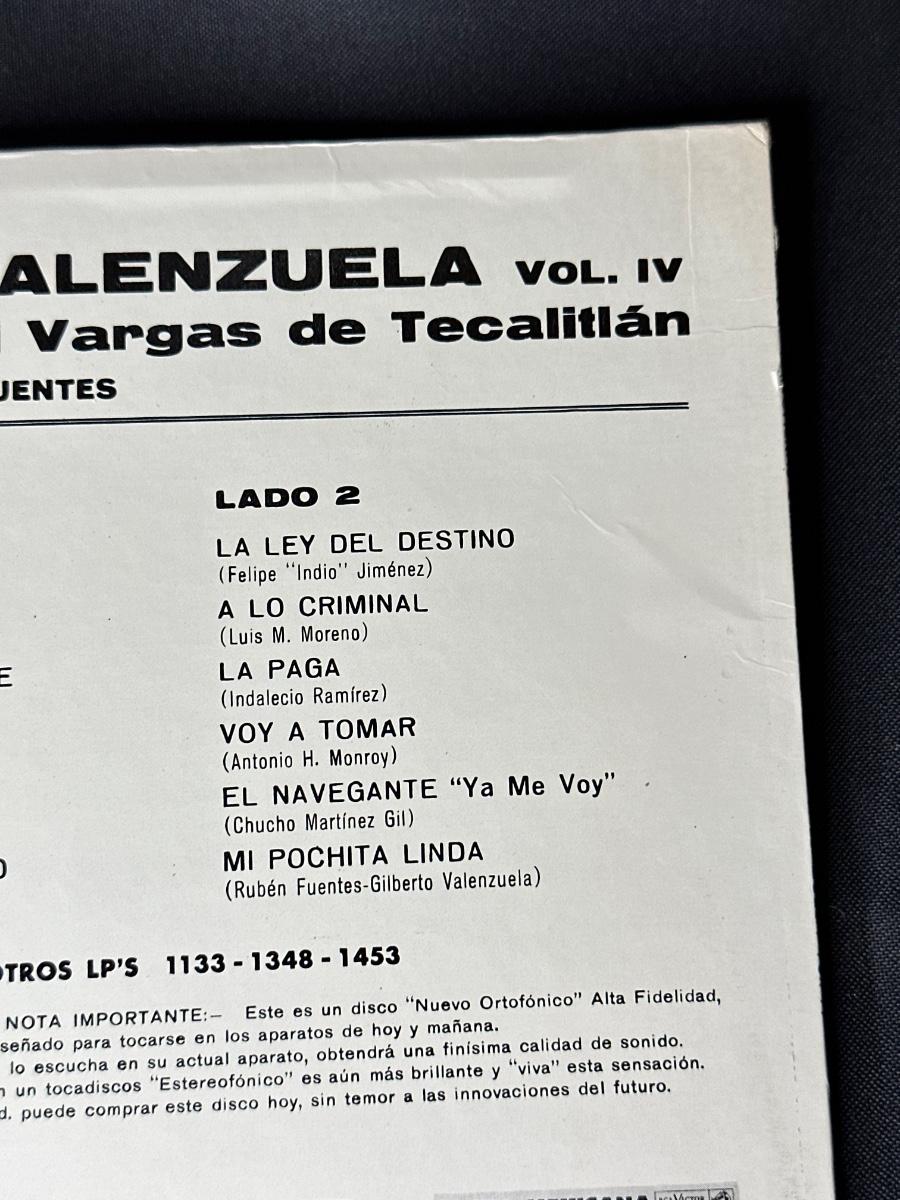 ALENZUELA VOL. IV
Vargas de Tecalitlán
UENTES
LADO 2
LA LEY DEL DESTINO
(Felipe "Indio" Jiménez)
A LO CRIMINAL
(Luis M. Moreno)
E
LA PAGA
(Indalecio Ramírez)
VOY A TOMAR
(Antonio H. Monroy)
EL NAVEGANTE "Ya Me Voy"
(Chucho Martínez Gil)
O
MI POCHITA LINDA
(Rubén Fuentes-Gilberto Valenzuela)
OTROS LP'S 1133 - 1348 - 1453
NOTA IMPORTANTE:– Este es un disco "Nuevo Ortofónico" Alta Fidelidad,
señado para tocarse en los aparatos de hoy y mañana.
lo escucha en su actual aparato, obtendrá una finísima calidad de sonido.
n un tocadiscos "Estereofónico" es aún más brillante y "viva" esta sensación.
d. puede comprar este disco hoy, sin temor a las innovaciones del futuro.